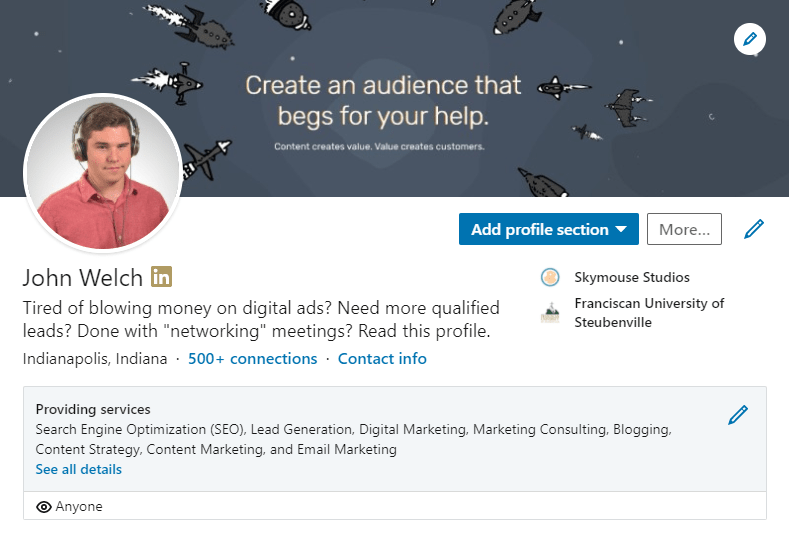 Create an audience that
begs for your help.
Content creates value. Value creates customers.
Add profile section
More...
John Welch in
Skymouse Studios
Tired of blowing money on digital ads? Need more qualified
leads? Done with "networking" meetings? Read this profile.
Franciscan University of
Steubenville
Indianapolis, Indiana · 500+ connections · Contact info
Providing services
Search Engine Optimization (SEO), Lead Generation, Digital Marketing, Marketing Consulting, Blogging,
Content Strategy, Content Marketing, and Email Marketing
See all details
Anyone